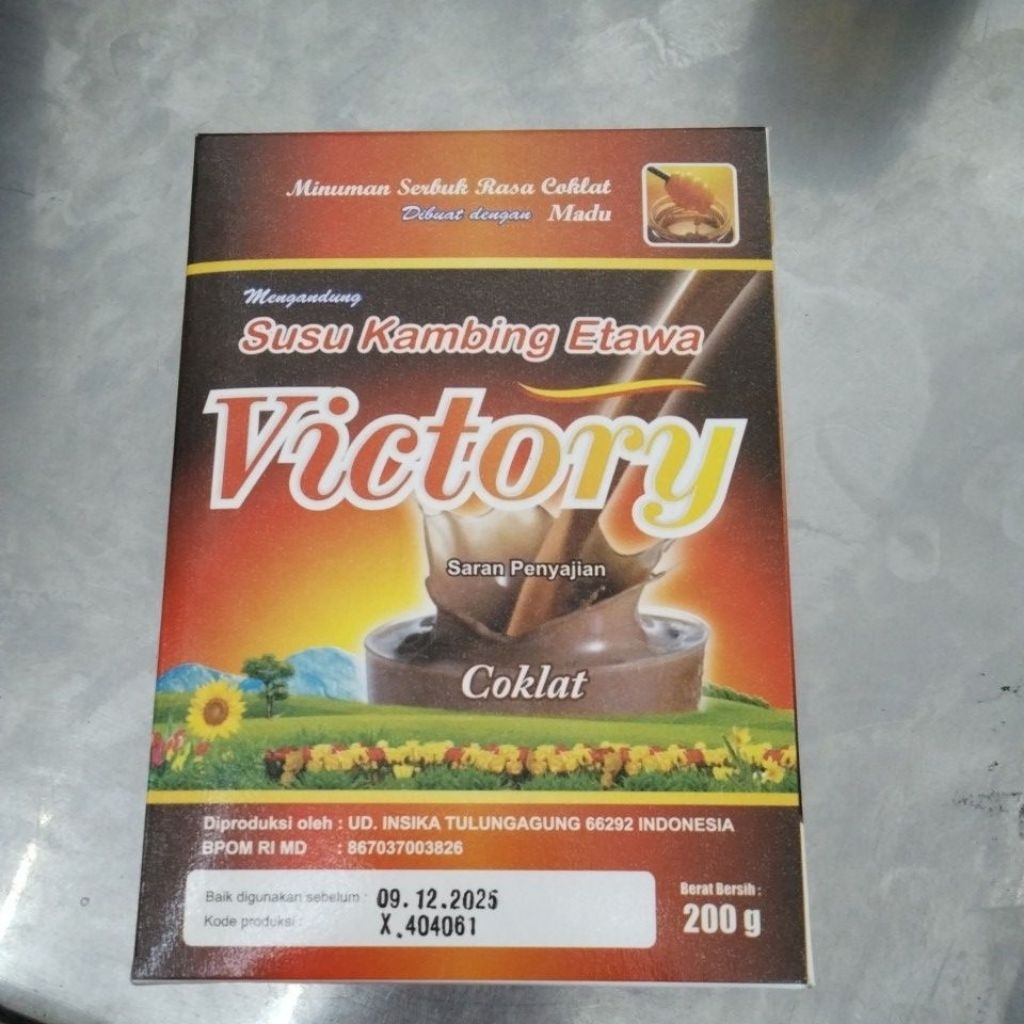 Minuman Serbuk Rasa Coklat
Dibuat dengan Madu
Mengandung
Susu Kambing Etawa
Victory
Saran Penyajian
Coklat
Diproduksi oleh : UD. INSIKA TULUNGAGUNG 66292 INDONESIA
BPOM RI MD : 867037003826
Baik digunakan sebelum : 09.12.2025
Kode produksi : X.404061
Berat Bersih :
200 g